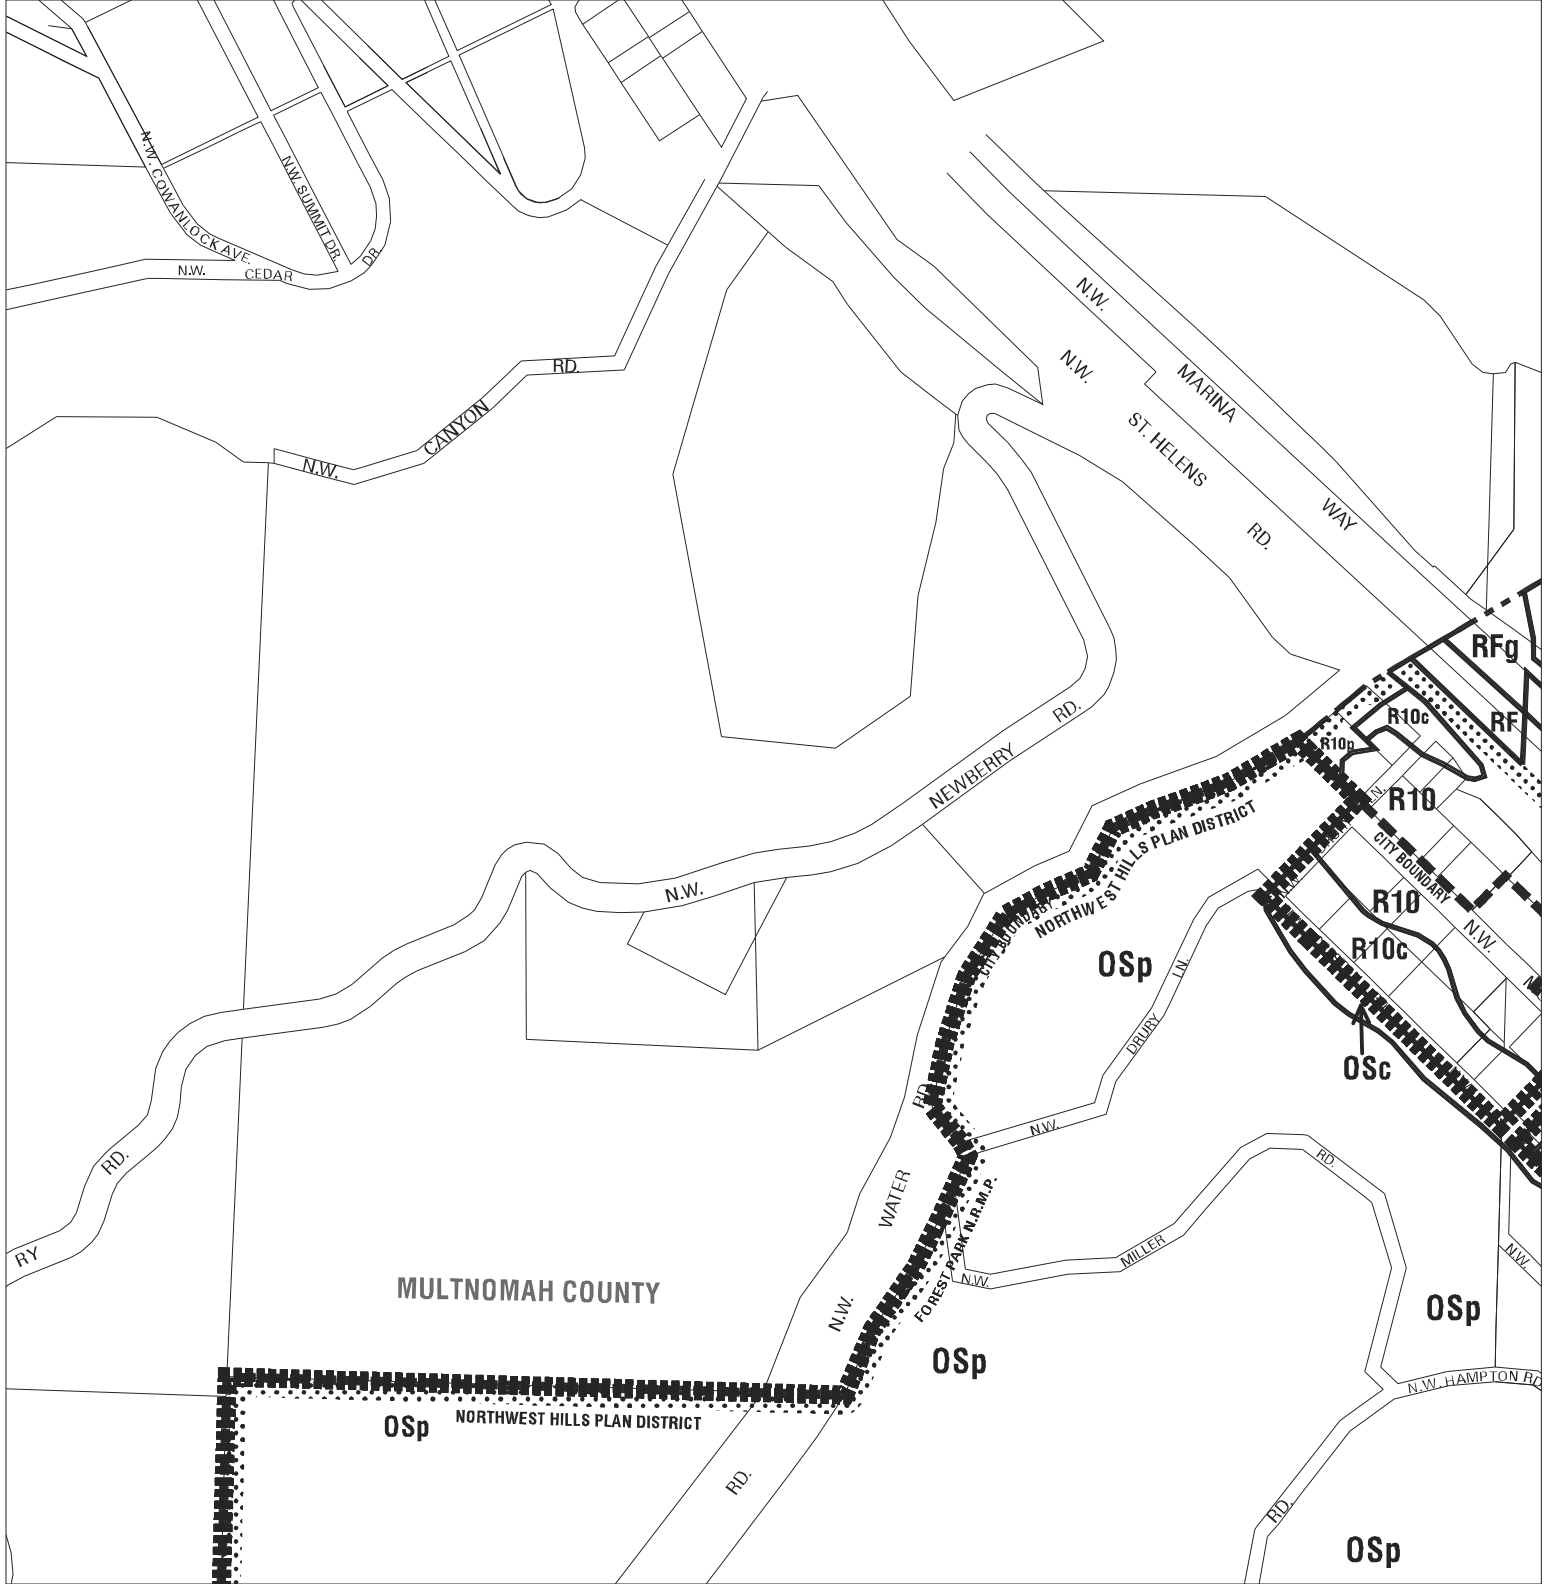 N.W. COWANLOCK AVE.
N.W. SUMMIT DR.
N.W. CEDAR DR.
N.W. CANYON RD.
N.W. MARINA WAY
N.W. ST. HELENS RD.
RFg
RF
R10c
R10p
R10
N.W. NEWBERRY RD.
RD.
RY
CITY BOUNDARY
NORTHWEST HILLS PLAN DISTRICT
CITY BOUNDARY
R10
R10c
N.W.
OSp
N.W. DRURY LN.
OSc
N.W. WATER RD.
FOREST PARK N.R.M.P.
N.W. MILLER RD.
N.W.
MULTNOMAH COUNTY
OSp
OSp
N.W. HAMPTON RD
OSp
NORTHWEST HILLS PLAN DISTRICT
RD.
RD.
OSp